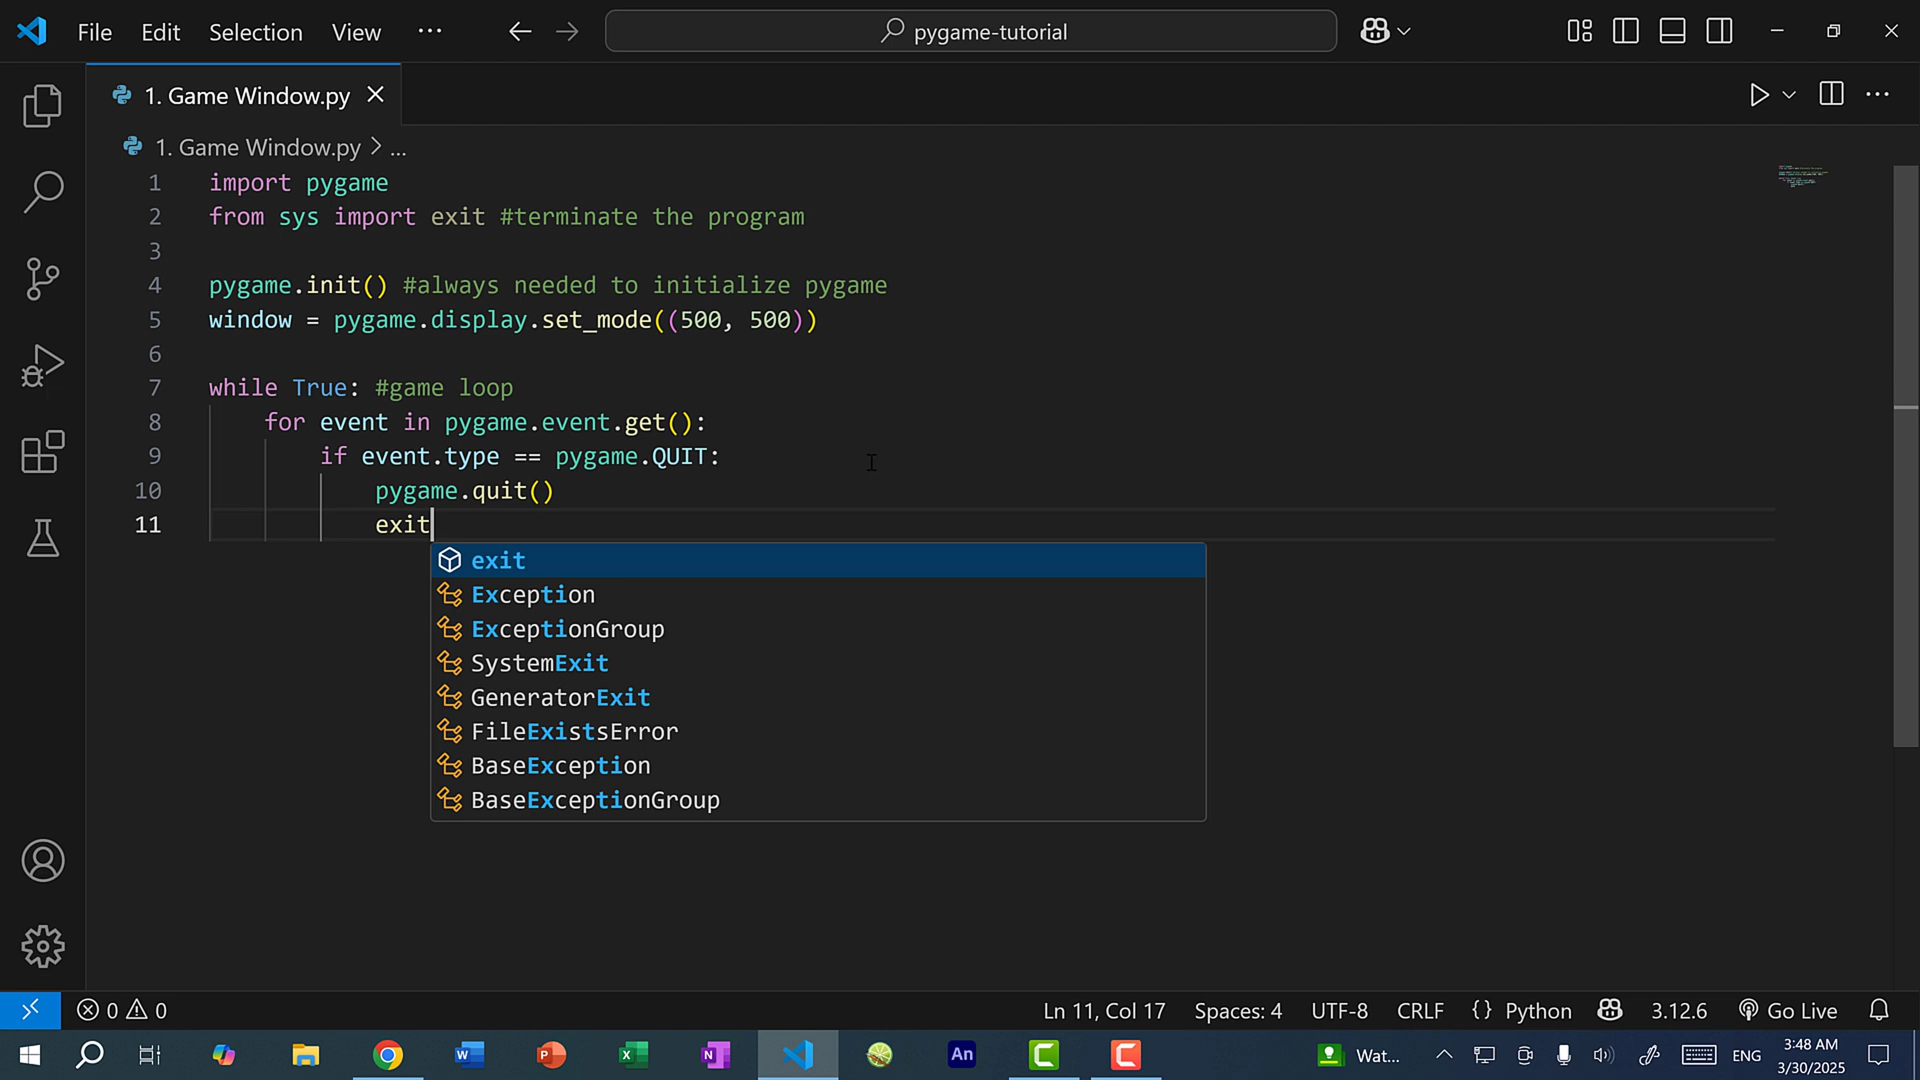 File Edit Selection View ··· pygame-tutorial
1. Game Window.py
1. Game Window.py > ...
1 import pygame
2 from sys import exit #terminate the program
3
4 pygame.init() #always needed to initialize pygame
5 window = pygame.display.set_mode((500, 500))
6
7 while True: #game loop
8 for event in pygame.event.get():
9 if event.type == pygame.QUIT:
10 pygame.quit()
11 exit
exit
Exception
ExceptionGroup
SystemExit
GeneratorExit
FileExistsError
BaseException
BaseExceptionGroup
0 0 Ln 11, Col 17 Spaces: 4 UTF-8 CRLF {} Python 3.12.6 Go Live
An Wat... ENG 3:48 AM
3/30/2025